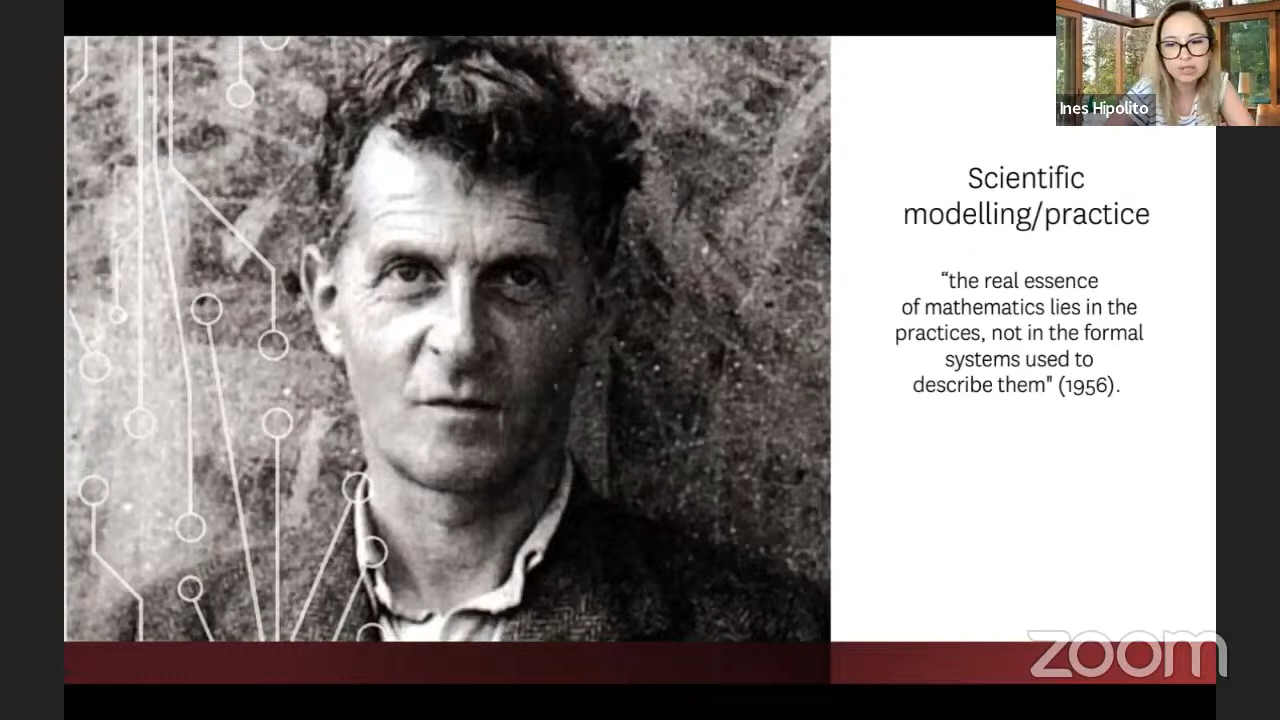 Ines Hipolito
Scientific
modelling/practice
“the real essence
of mathematics lies in the
practices, not in the formal
systems used to
describe them" (1956).
zoom